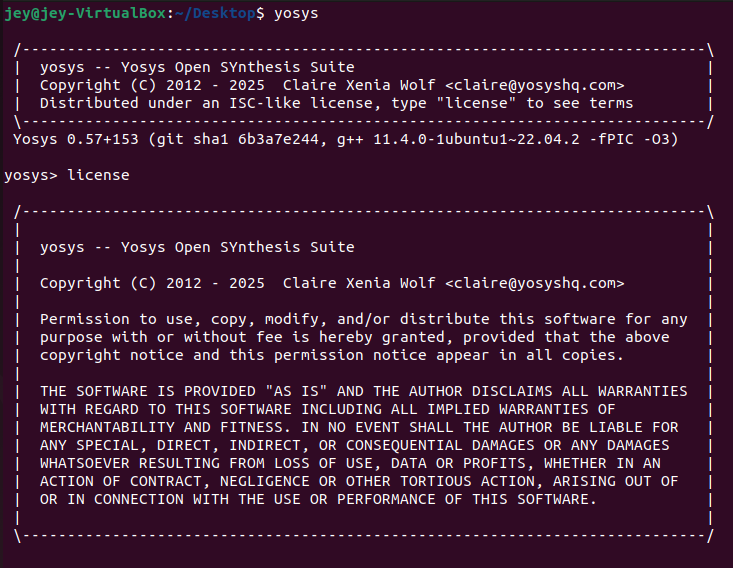 jey@jey-VirtualBox:~/Desktop$ yosys
/----------------------------------------------------------------------------\
| yosys -- Yosys Open SYnthesis Suite |
| Copyright (C) 2012 - 2025 Claire Xenia Wolf <claire@yosyshq.com> |
| Distributed under an ISC-like license, type "license" to see terms |
\----------------------------------------------------------------------------/
Yosys 0.57+153 (git sha1 6b3a7e244, g++ 11.4.0-1ubuntu1~22.04.2 -fPIC -O3)
yosys> license
/----------------------------------------------------------------------------\
| |
| yosys -- Yosys Open SYnthesis Suite |
| |
| Copyright (C) 2012 - 2025 Claire Xenia Wolf <claire@yosyshq.com> |
| |
| Permission to use, copy, modify, and/or distribute this software for any |
| purpose with or without fee is hereby granted, provided that the above |
| copyright notice and this permission notice appear in all copies. |
| |
| THE SOFTWARE IS PROVIDED "AS IS" AND THE AUTHOR DISCLAIMS ALL WARRANTIES |
| WITH REGARD TO THIS SOFTWARE INCLUDING ALL IMPLIED WARRANTIES OF |
| MERCHANTABILITY AND FITNESS. IN NO EVENT SHALL THE AUTHOR BE LIABLE FOR |
| ANY SPECIAL, DIRECT, INDIRECT, OR CONSEQUENTIAL DAMAGES OR ANY DAMAGES |
| WHATSOEVER RESULTING FROM LOSS OF USE, DATA OR PROFITS, WHETHER IN AN |
| ACTION OF CONTRACT, NEGLIGENCE OR OTHER TORTIOUS ACTION, ARISING OUT OF |
| OR IN CONNECTION WITH THE USE OR PERFORMANCE OF THIS SOFTWARE. |
| |
\----------------------------------------------------------------------------/